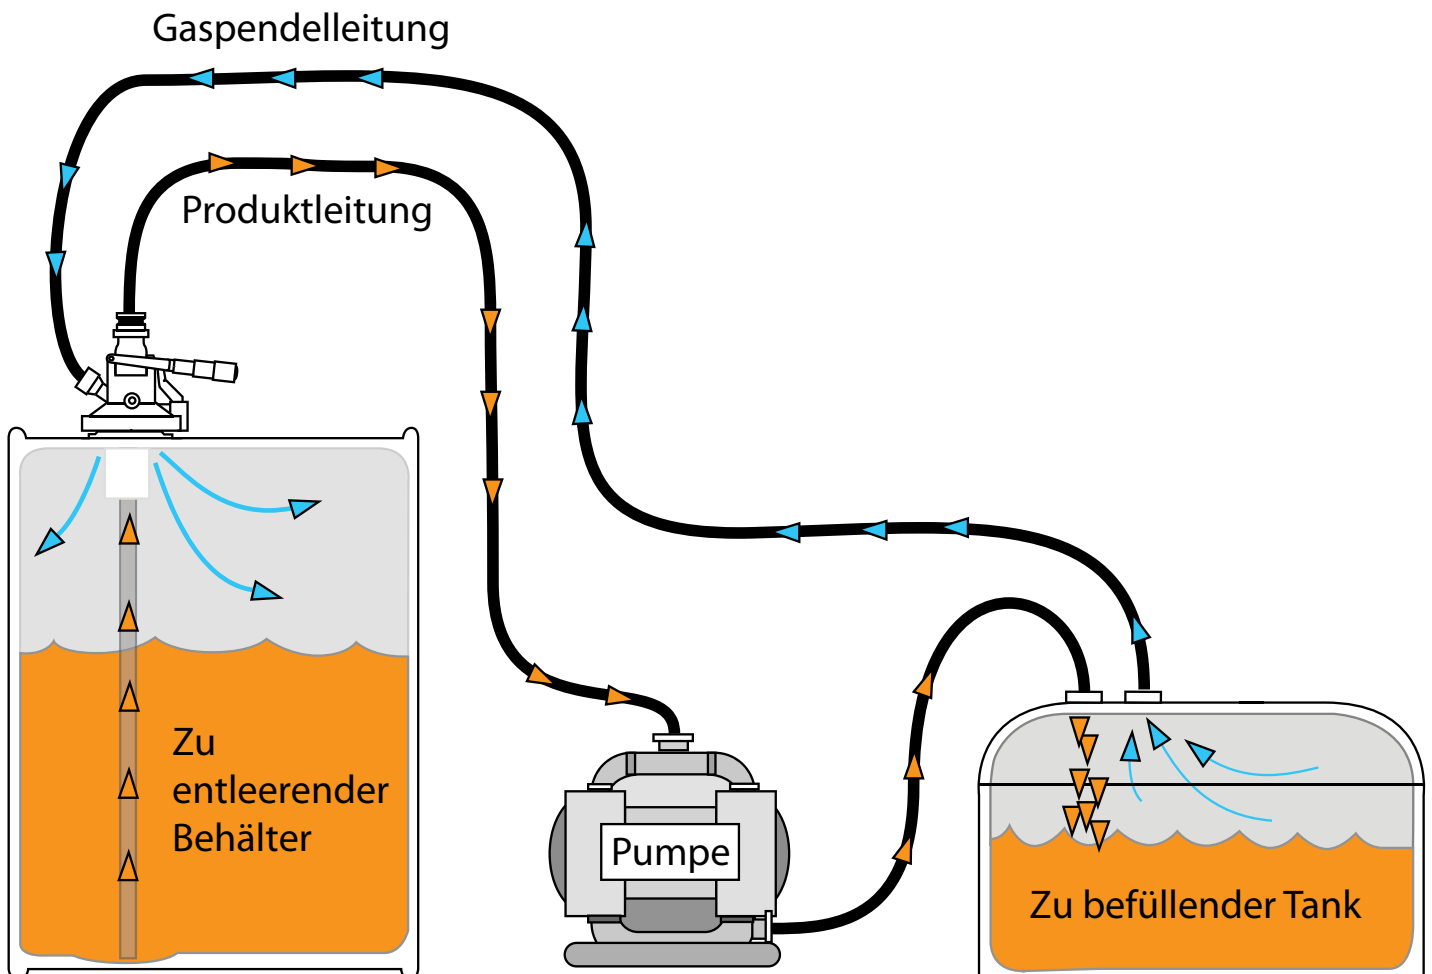 Gaspendelleitung
Produktleitung
Zu
entleerender
Behälter
Pumpe
Zu befüllender Tank